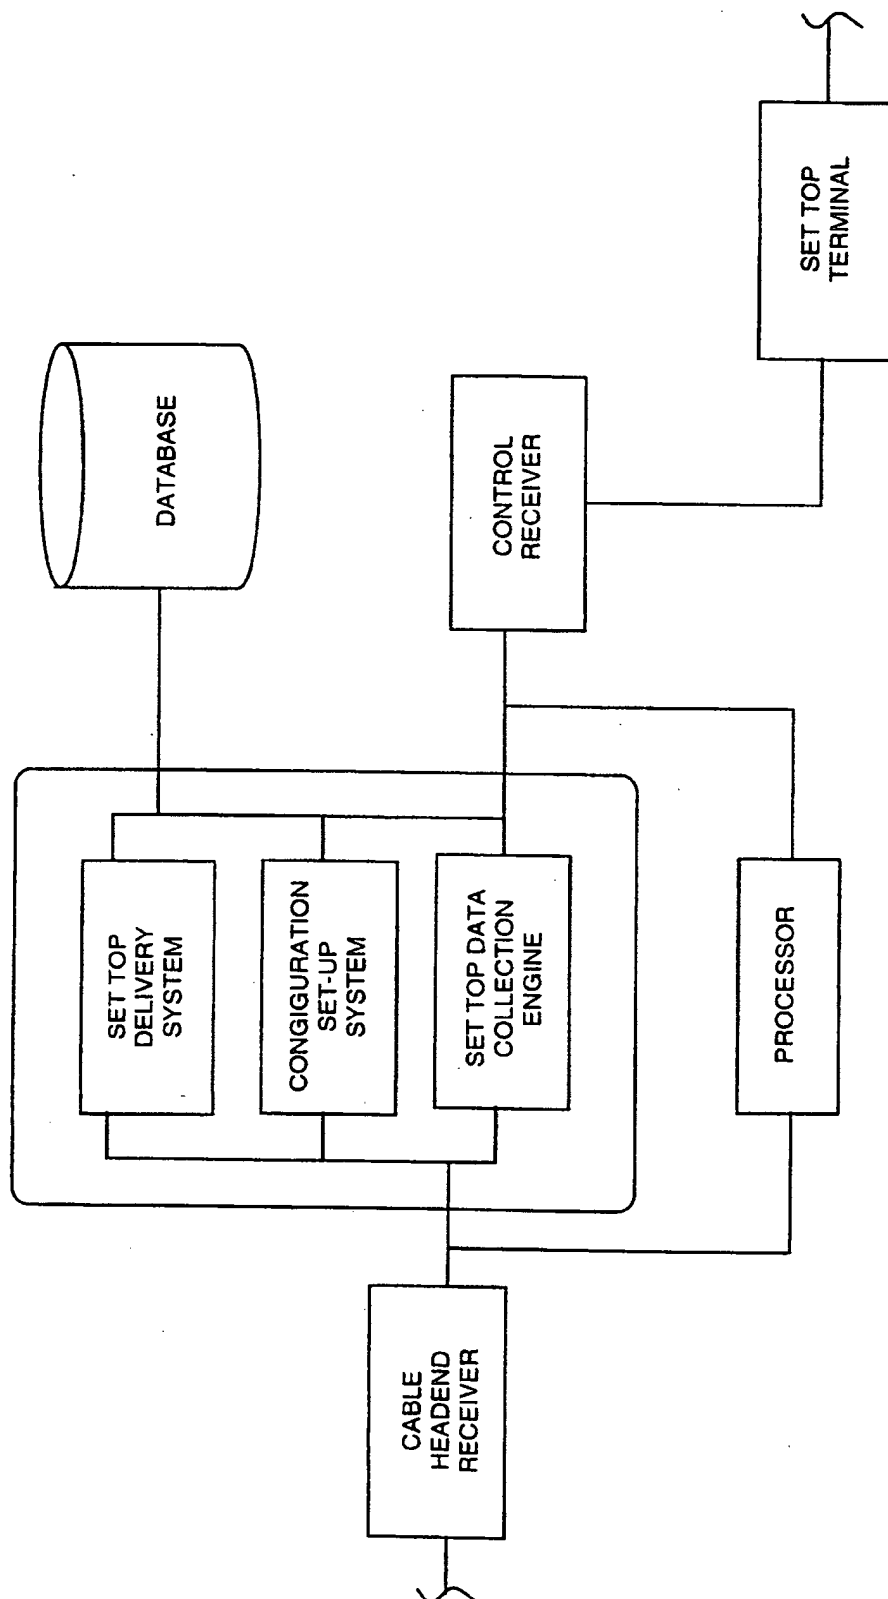 CABLE
HEADEND
RECEIVER
SET TOP
DELIVERY
SYSTEM
CONGIGURATION
SET-UP
SYSTEM
SET TOP DATA
COLLECTION
ENGINE
PROCESSOR
DATABASE
CONTROL
RECEIVER
SET TOP
TERMINAL